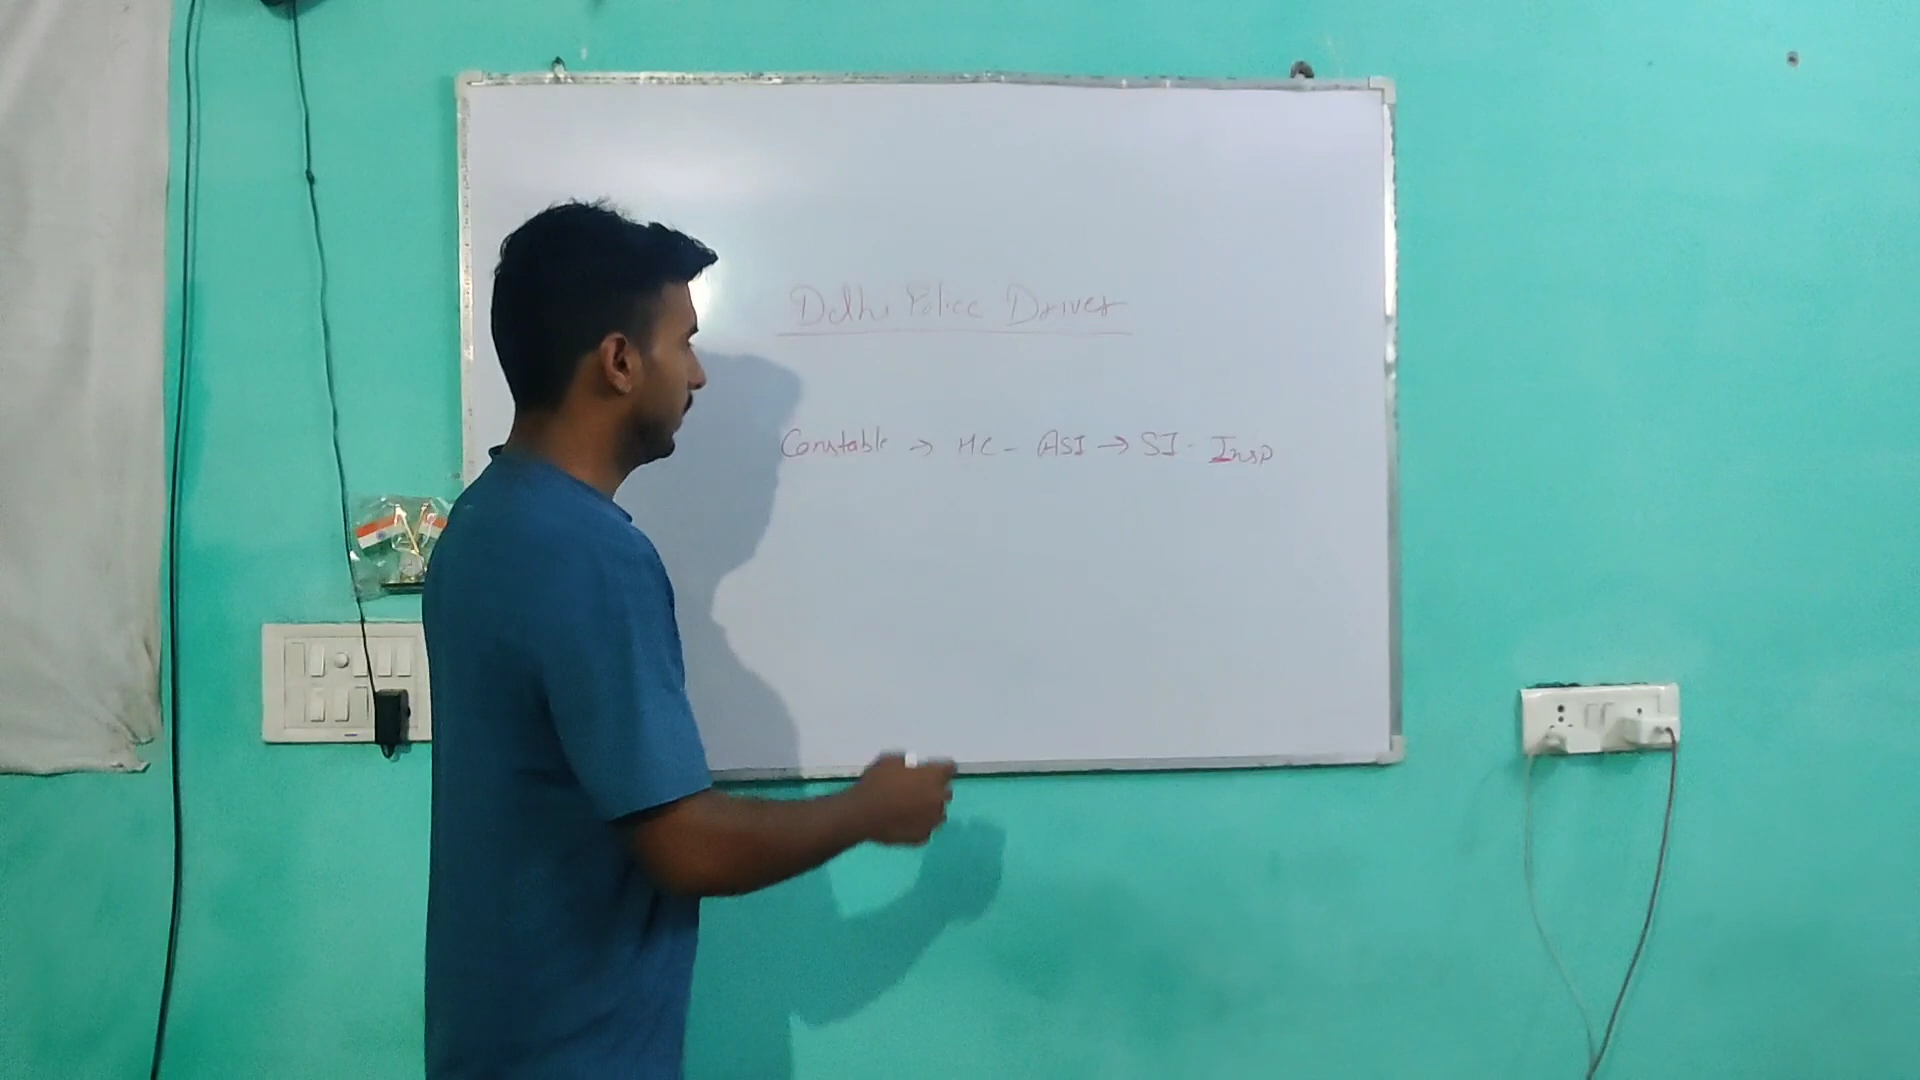 Delhi Police Driver
Constable → HC - ASI → SI - Insp